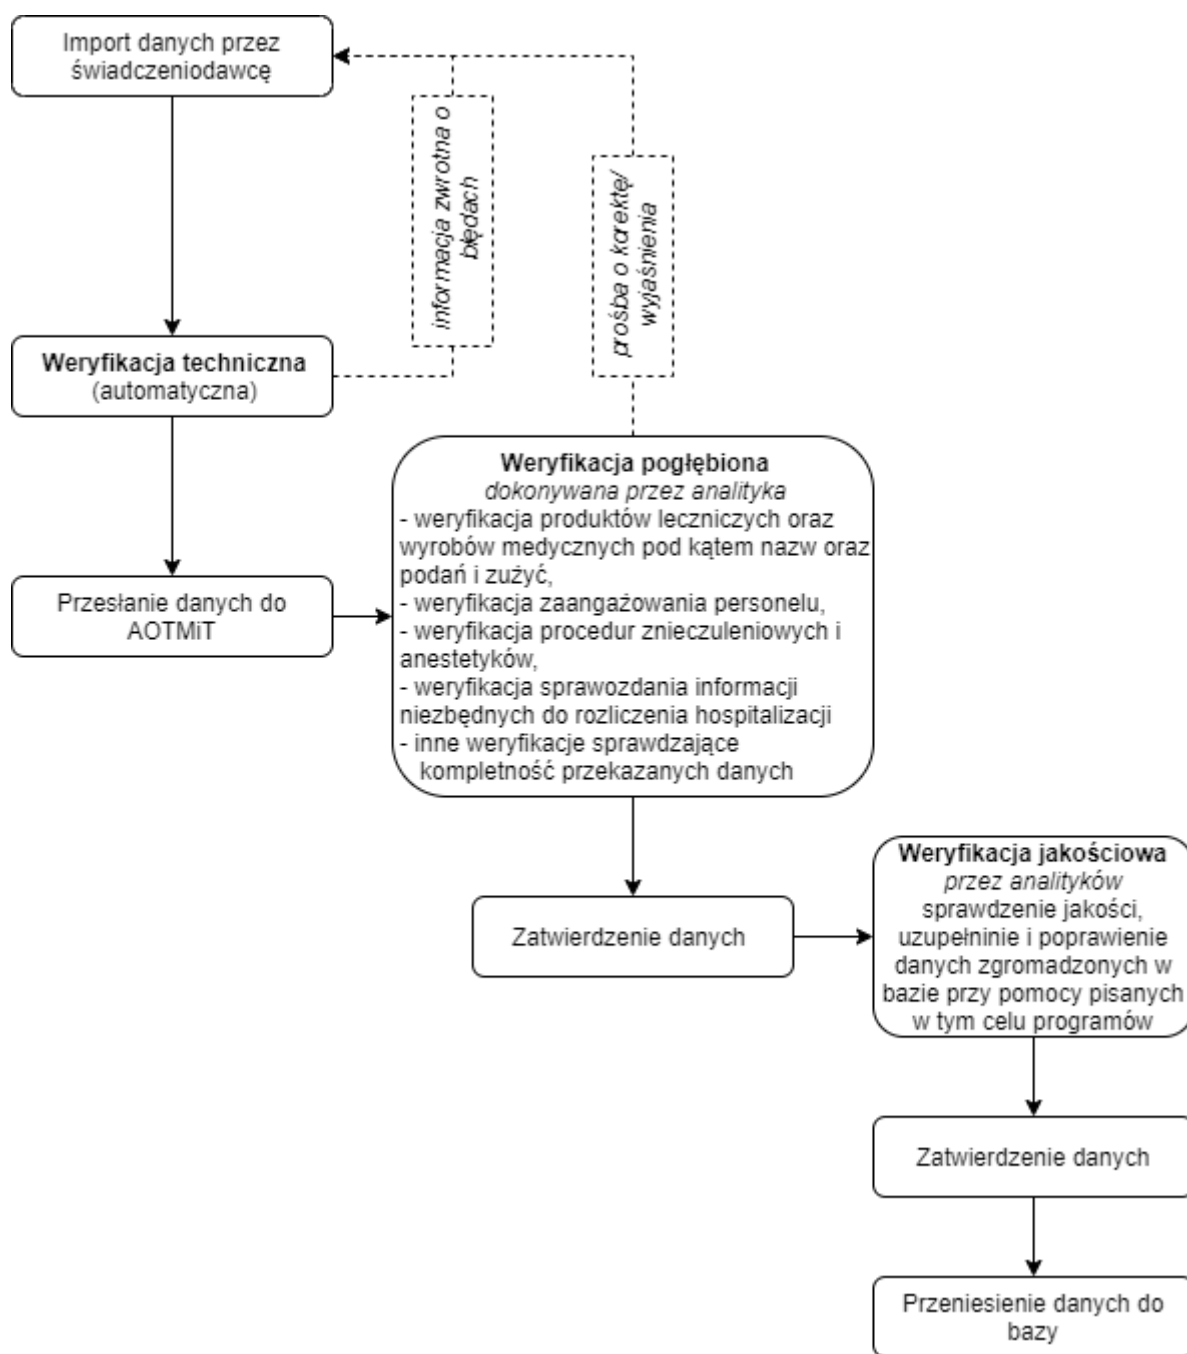 Import danych przez
świadczeniodawcę
informacja zwrotna o
błędach
prośba o korektę/
wyjaśnienia
Weryfikacja techniczna
(automatyczna)
Weryfikacja pogłębiona
dokonywana przez analityka
- weryfikacja produktów leczniczych oraz
wyrobów medycznych pod kątem nazw oraz
podań i zużyć,
- weryfikacja zaangażowania personelu,
- weryfikacja procedur znieczuleniowych i
anestetyków,
- weryfikacja sprawozdania informacji
niezbędnych do rozliczenia hospitalizacji
- inne weryfikacje sprawdzające
kompletność przekazanych danych
Przesłanie danych do
AOTMiT
Zatwierdzenie danych
Weryfikacja jakościowa
przez analityków
sprawdzenie jakości,
uzupełninie i poprawienie
danych zgromadzonych w
bazie przy pomocy pisanych
w tym celu programów
Zatwierdzenie danych
Przeniesienie danych do
bazy